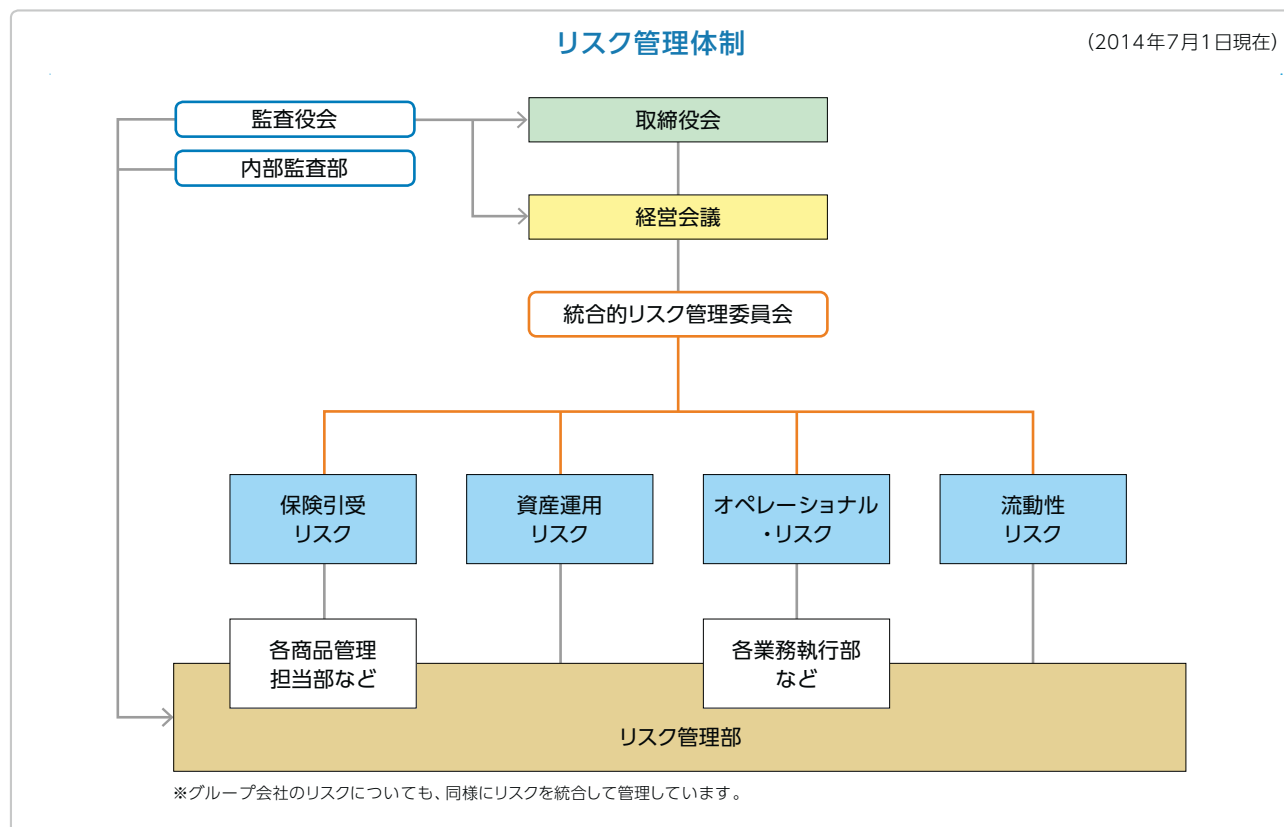 リスク管理体制
(2014年7月1日現在)
監査役会
取締役会
内部監査部
経営会議
統合的リスク管理委員会
保険引受
リスク
資産運用
リスク
オペレーショナル
・リスク
流動性
リスク
各商品管理
担当部など
各業務執行部
など
リスク管理部
※グループ会社のリスクについても、同様にリスクを統合して管理しています。